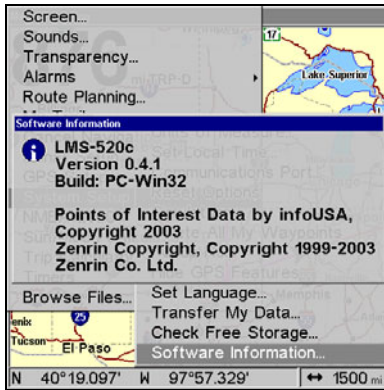 Screen...
Sounds...
Transparency...
Alarms
Route Planning...
17
Lake Superior
Software Information
LMS-520c
Version 0.4.1
Build: PC-Win32
Points of Interest Data by infoUSA,
Copyright 2003
Zenrin Copyright, Copyright 1999-2003
Zenrin Co. Ltd.
Browse Files...
Set Language...
Transfer My Data...
Check Free Storage...
Software Information...
25
Tucson
El Paso
N 40°19.097' W 97°57.329' ↔ 1500 mi